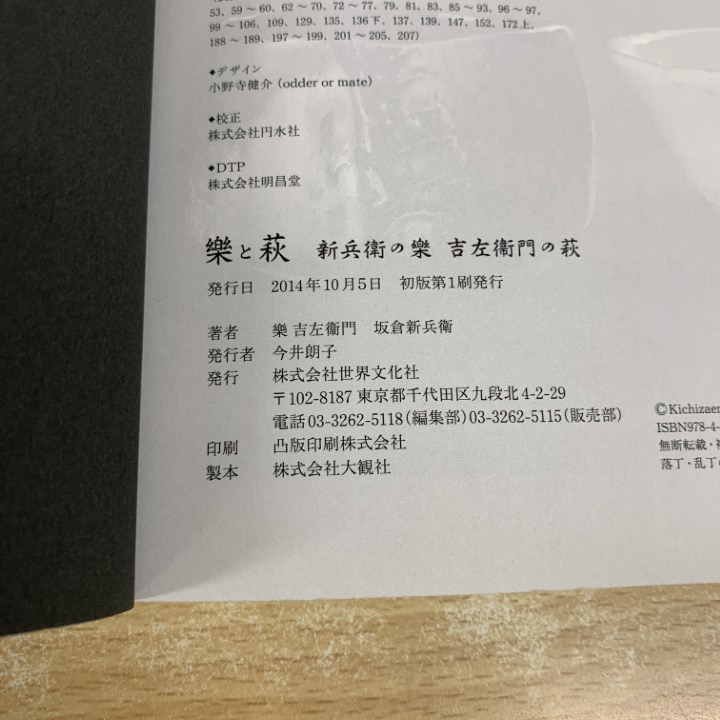 53、59～60、62～70、72～77、79、81、83、85～93、96～97、
99～106、109、129、135、136下、137、139、147、152、172上、
188～189、197～199、201～205、207）
◆デザイン
小野寺健介（odder or mate）
◆校正
株式会社円水社
◆DTP
株式会社明昌堂
樂と萩　新兵衛の樂 吉左衞門の萩
発行日　2014年10月5日　初版第1刷発行
著者　樂 吉左衞門　坂倉新兵衛
発行者　今井朗子
発行　株式会社世界文化社
〒102-8187 東京都千代田区九段北4-2-29
電話03-3262-5118（編集部）03-3262-5115（販売部）
印刷　凸版印刷株式会社
製本　株式会社大観社
©Kichizaen
ISBN978-4-
無断転載・
落丁・乱丁